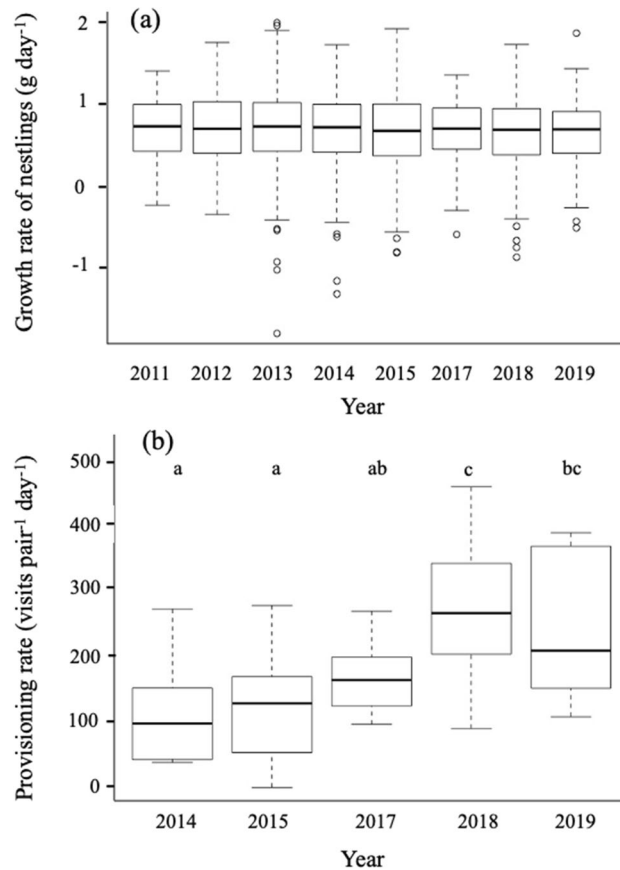 (a)
Growth rate of nestlings (g day⁻¹)
2
1
0
-1
2011 2012 2013 2014 2015 2017 2018 2019
Year
(b)
Provisioning rate (visits pair⁻¹ day⁻¹)
500
400
300
200
100
0
a a ab c bc
2014 2015 2017 2018 2019
Year